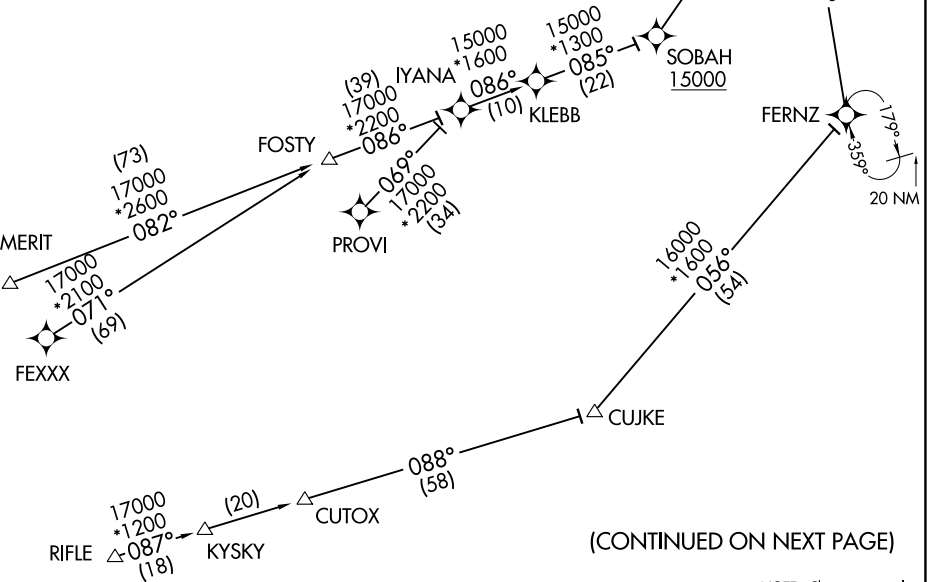 15000
*1600
086°
(10)
15000
*1300
085°
(22)
SOBAH
15000
IYANA
KLEBB
(39)
17000
*2200
086°
FOSTY
FERNZ
179°
359°
20 NM
(73)
17000
*2600
082°
069°
17000
*2200
(34)
PROVI
MERIT
17000
*2100
071°
(69)
FEXXX
16000
*1600
056°
(54)
CUJKE
088°
(58)
(20)
CUTOX
17000
*1200
087°
(18)
RIFLE
KYSKY
(CONTINUED ON NEXT PAGE)